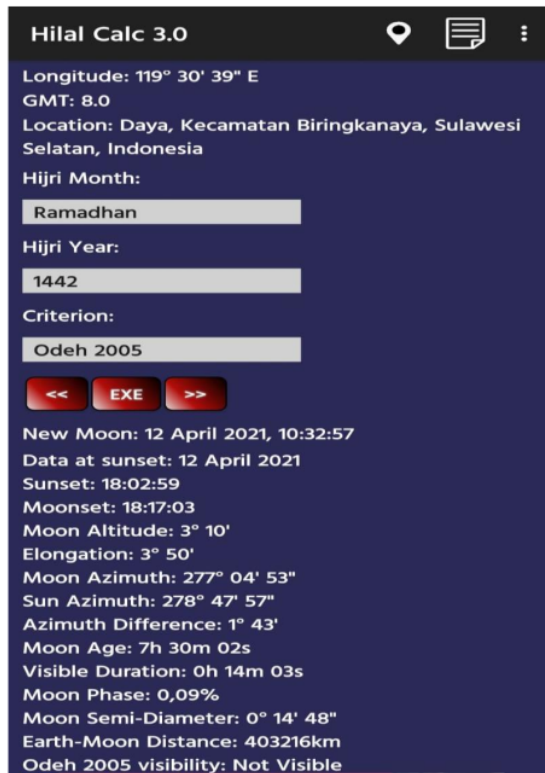 Hilal Calc 3.0
Longitude: 119° 30' 39" E
GMT: 8.0
Location: Daya, Kecamatan Biringkanaya, Sulawesi
Selatan, Indonesia
Hijri Month:
Ramadhan
Hijri Year:
1442
Criterion:
Odeh 2005
<< EXE >>
New Moon: 12 April 2021, 10:32:57
Data at sunset: 12 April 2021
Sunset: 18:02:59
Moonset: 18:17:03
Moon Altitude: 3° 10'
Elongation: 3° 50'
Moon Azimuth: 277° 04' 53"
Sun Azimuth: 278° 47' 57"
Azimuth Difference: 1° 43'
Moon Age: 7h 30m 02s
Visible Duration: 0h 14m 03s
Moon Phase: 0,09%
Moon Semi-Diameter: 0° 14' 48"
Earth-Moon Distance: 403216km
Odeh 2005 visibility: Not Visible